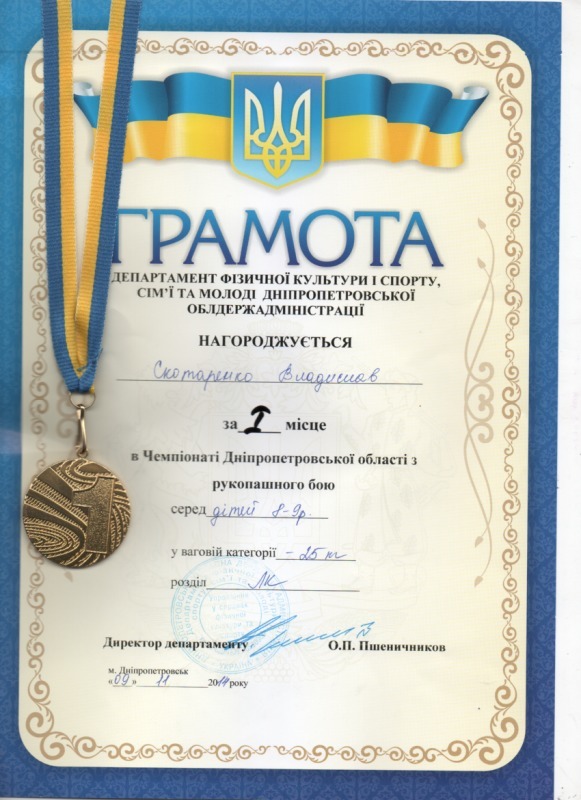 ГРАМОТА
ДЕПАРТАМЕНТ ФІЗИЧНОЇ КУЛЬТУРИ І СПОРТУ,
СІМ'Ї ТА МОЛОДІ ДНІПРОПЕТРОВСЬКОЇ
ОБЛДЕРЖАДМІНІСТРАЦІЇ
НАГОРОДЖУЄТЬСЯ
Скотаренко Владислав
за I місце
в Чемпіонаті Дніпропетровської області з
рукопашного бою
серед дітей 8-9р.
у ваговій категорії - 25 кг
розділ ЛК
1
Директор департаменту О.П. Пшеничников
м. Дніпропетровськ
«09» 11 2014 року